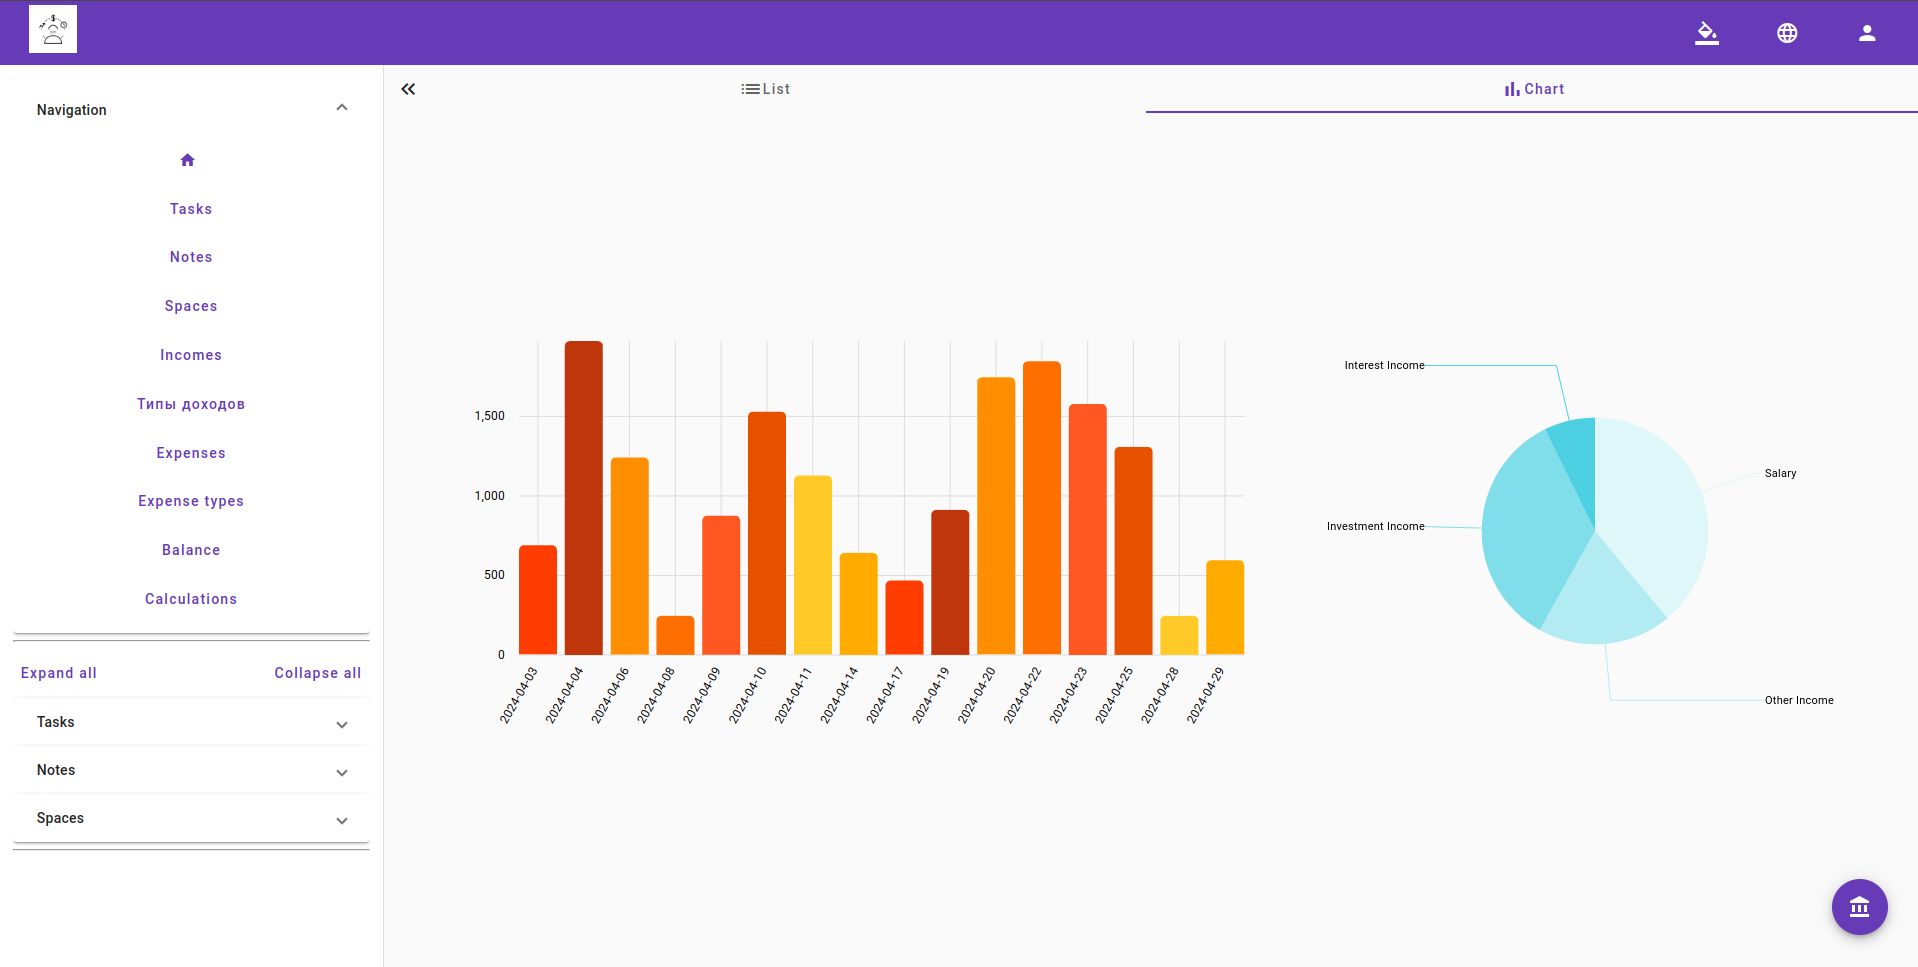 Navigation
Tasks
Notes
Spaces
Incomes
Типы доходов
Expenses
Expense types
Balance
Calculations
Expand all
Collapse all
Tasks
Notes
Spaces
List
Chart
1,500
1,000
500
0
2024-04-03
2024-04-04
2024-04-06
2024-04-08
2024-04-09
2024-04-10
2024-04-11
2024-04-14
2024-04-17
2024-04-19
2024-04-20
2024-04-22
2024-04-23
2024-04-25
2024-04-28
2024-04-29
Interest Income
Salary
Investment Income
Other Income